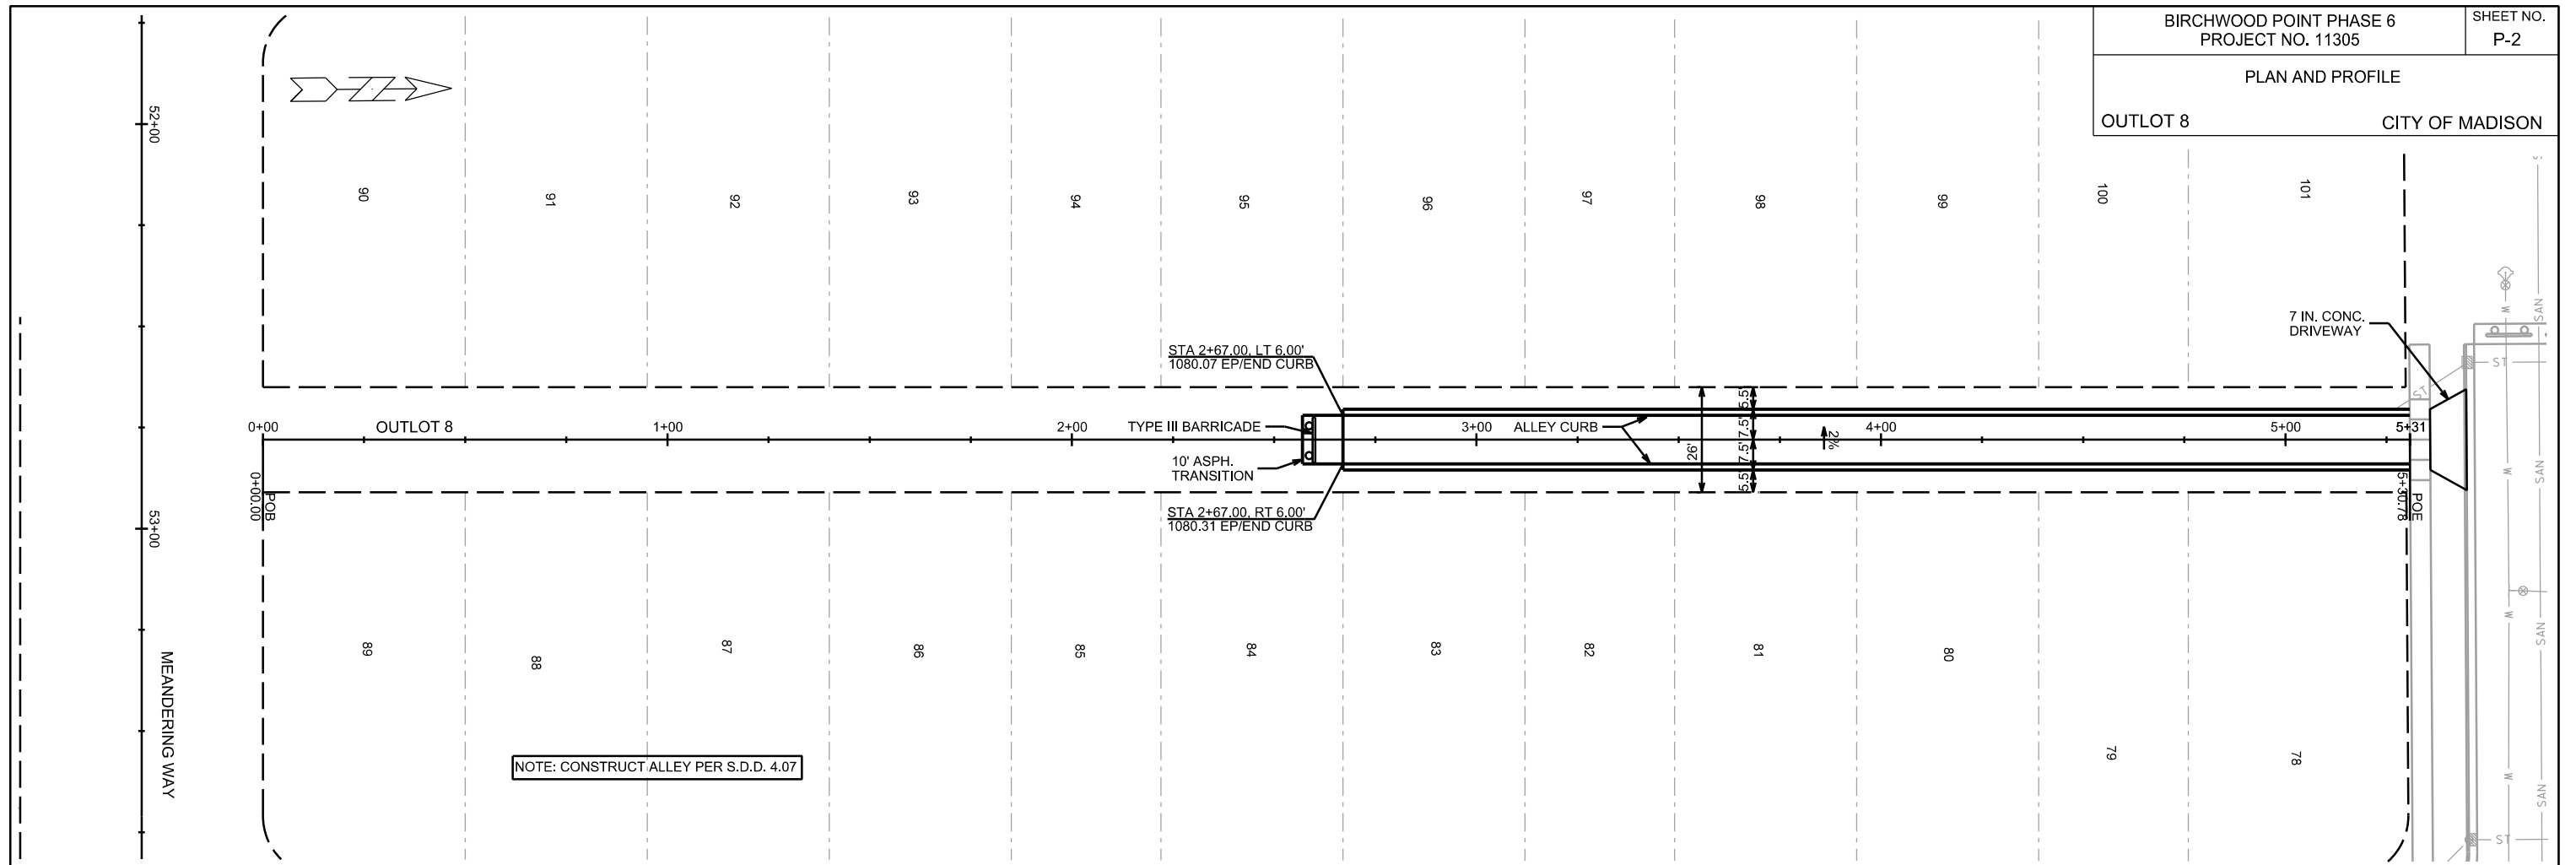 BIRCHWOOD POINT PHASE 6
PROJECT NO. 11305
SHEET NO.
P-2
PLAN AND PROFILE
OUTLOT 8
CITY OF MADISON
52+00
53+00
MEANDERING WAY
90
91
92
93
94
95
96
97
98
99
100
101
7 IN. CONC.
DRIVEWAY
STA 2+67.00, LT 6.00'
1080.07 EP/END CURB
TYPE III BARRICADE
10' ASPH.
TRANSITION
STA 2+67.00, RT 6.00'
1080.31 EP/END CURB
ALLEY CURB
26'
5.5'
7.5'
7.5'
5.5'
2%
0+00
OUTLOT 8
1+00
2+00
3+00
4+00
5+00
5+31
POB
0+00.00
POE
5+30.78
89
88
87
86
85
84
83
82
81
80
79
78
NOTE: CONSTRUCT ALLEY PER S.D.D. 4.07
W
SAN
ST
ST
W
SAN
W
SAN
W
SAN
ST